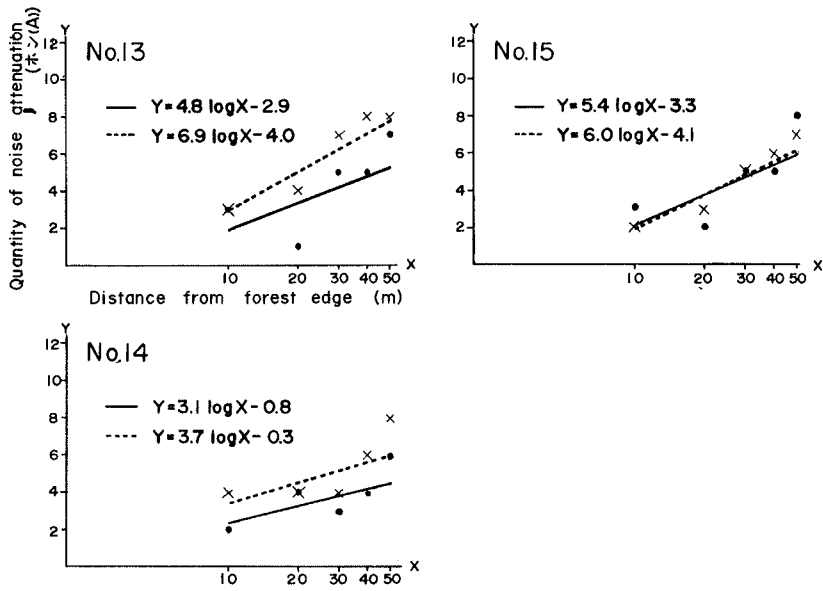 Quantity of noise attenuation
(ホン(A))
Y
12
10
8
6
4
2
No.13
Y=4.8 logX-2.9
Y=6.9 logX-4.0
10 20 30 40 50 X
Distance from forest edge (m)
Y
12
10
8
6
4
2
No.15
Y=5.4 logX-3.3
Y=6.0 logX-4.1
10 20 30 40 50 X
Y
12
10
8
6
4
2
No.14
Y=3.1 logX-0.8
Y=3.7 logX-0.3
10 20 30 40 50 X